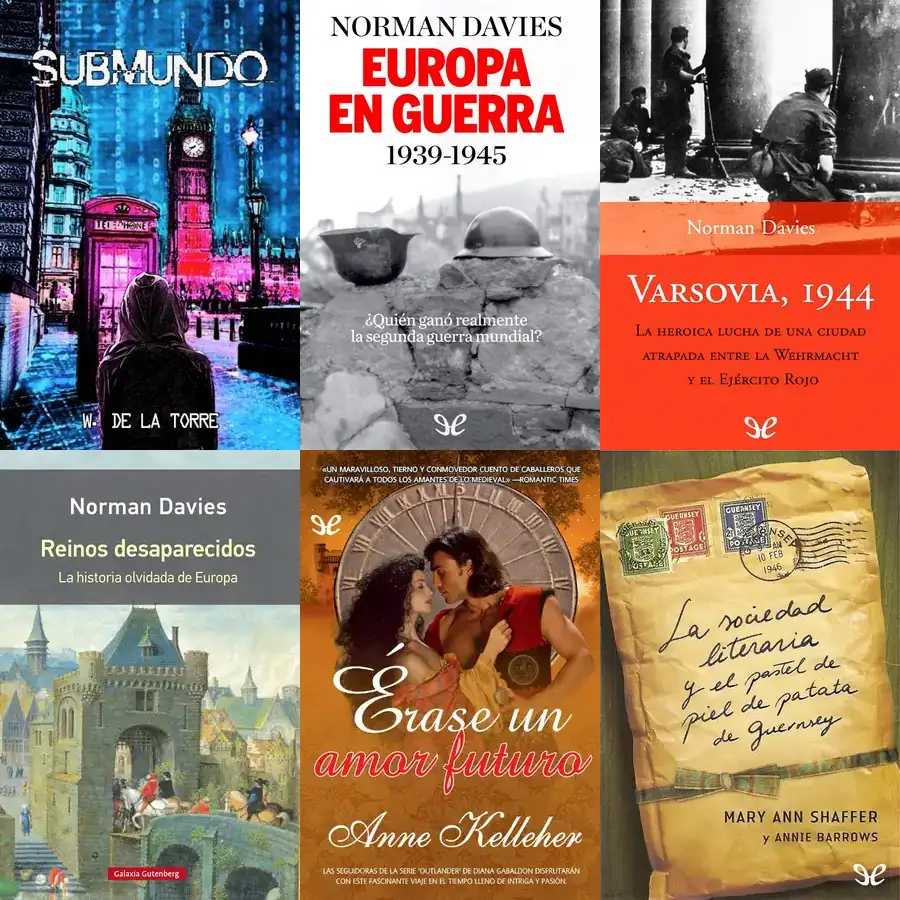 SUBMUNDO
TELEPHONE
W. DE LA TORRE
NORMAN DAVIES
EUROPA
EN GUERRA
1939-1945
¿Quién ganó realmente
la segunda guerra mundial?
Norman Davies
VARSOVIA, 1944
LA HEROICA LUCHA DE UNA CIUDAD
ATRAPADA ENTRE LA WEHRMACHT
Y EL EJÉRCITO ROJO
Norman Davies
Reinos desaparecidos
La historia olvidada de Europa
Galaxia Gutenberg
«UN MARAVILLOSO, TIERNO Y CONMOVEDOR CUENTO DE CABALLEROS QUE
CAUTIVARÁ A TODOS LOS AMANTES DE LO MEDIEVAL» —ROMANTIC TIMES
Érase un
amor futuro
Anne Kelleher
LAS SEGUIDORAS DE LA SERIE 'OUTLANDER' DE DIANA GABALDON DISFRUTARÁN
CON ESTE FASCINANTE VIAJE EN EL TIEMPO LLENO DE INTRIGA Y PASIÓN.
GUERNSEY
POSTAGE
GUERNSEY
POSTAGE
GUERNSEY
POSTAGE
10 FEB
1946
La sociedad
literaria
y el pastel de
piel de patata
de Guernsey
MARY ANN SHAFFER
Y ANNIE BARROWS